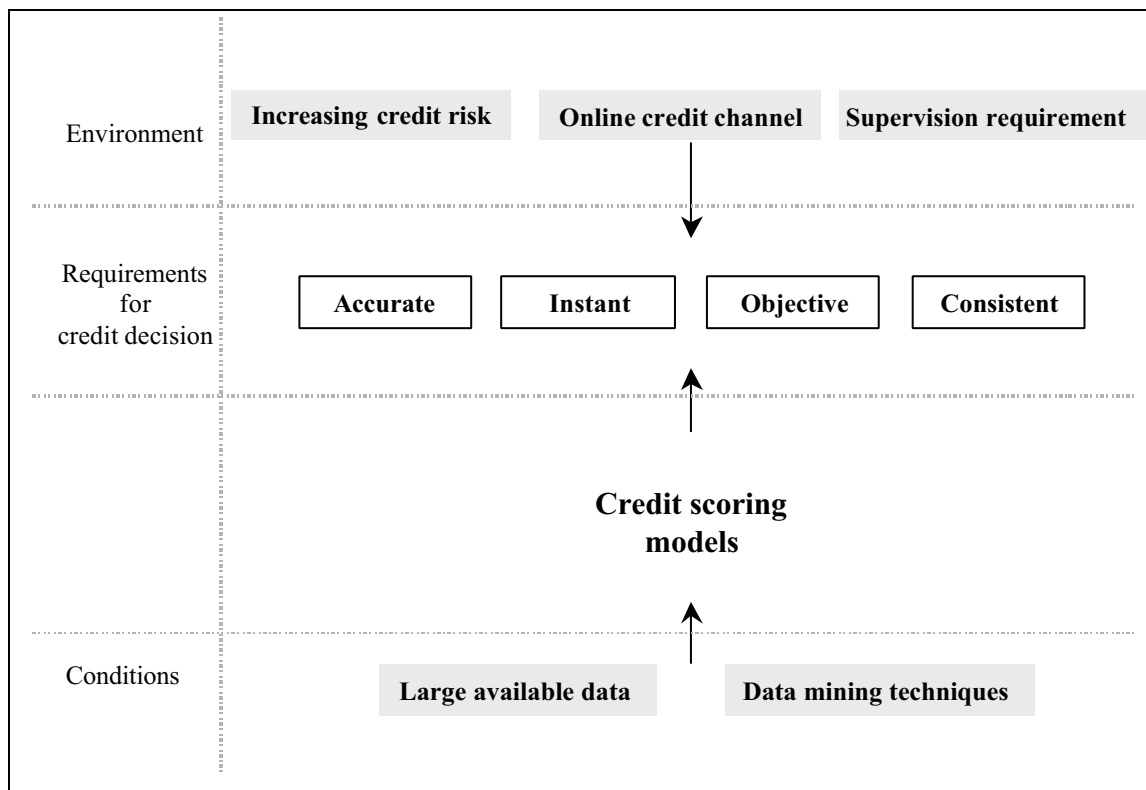 Environment
Increasing credit risk
Online credit channel
Supervision requirement
Requirements
for
credit decision
Accurate
Instant
Objective
Consistent
Credit scoring
models
Conditions
Large available data
Data mining techniques